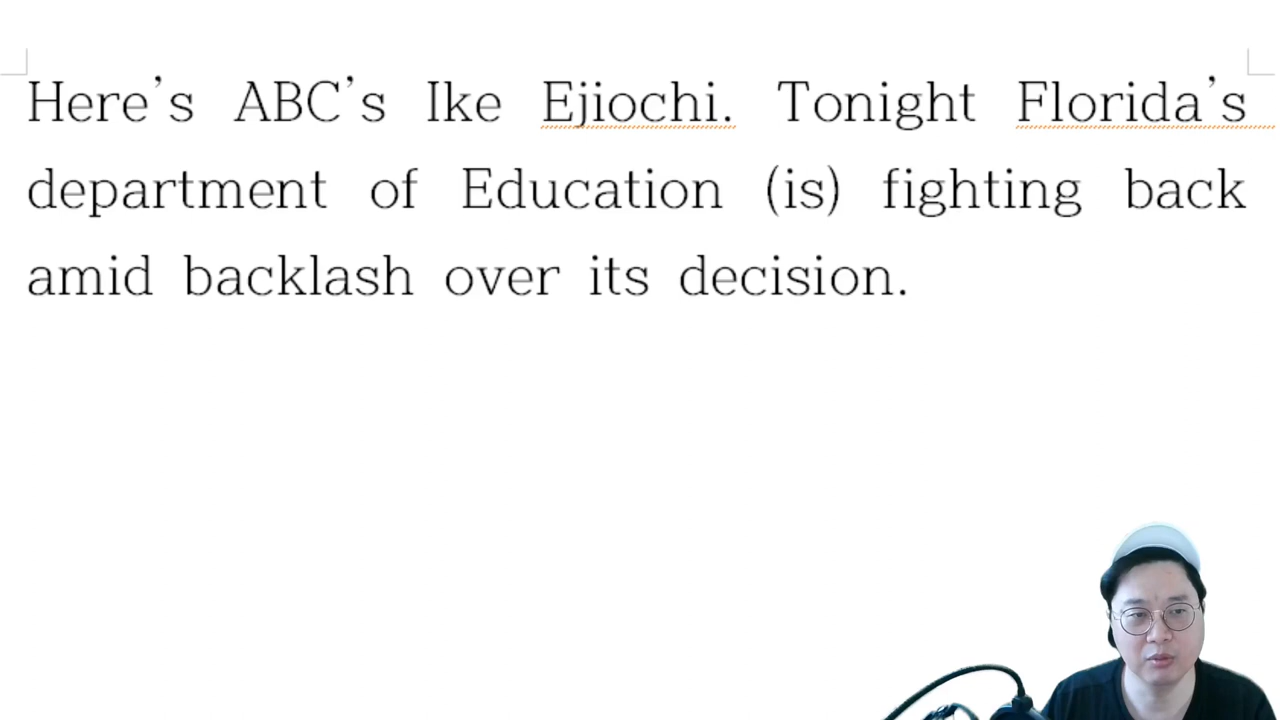 Here's ABC's Ike Ejiochi. Tonight Florida's
department of Education (is) fighting back
amid backlash over its decision.